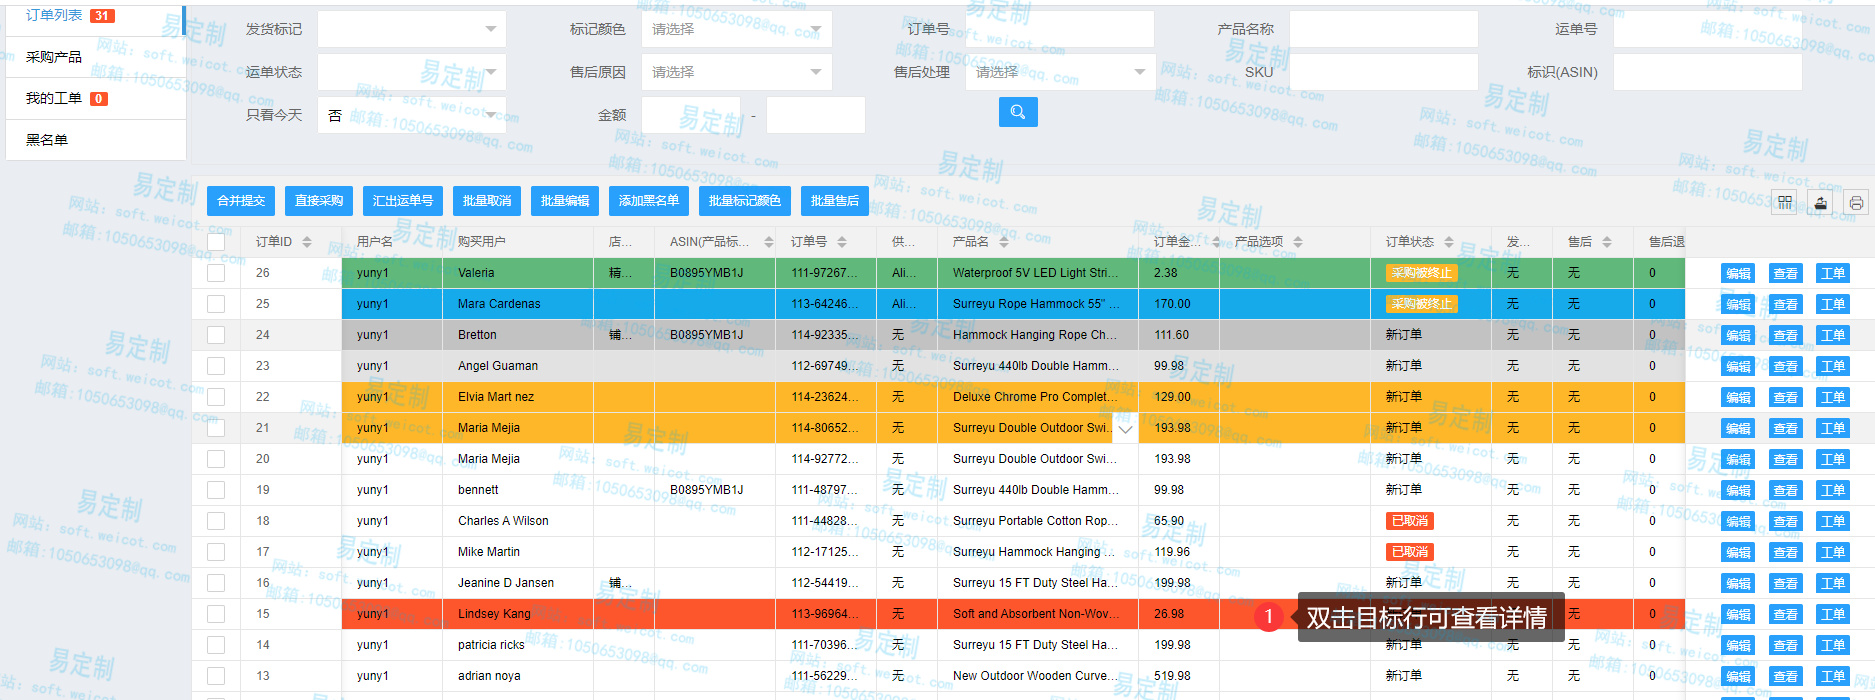 订单列表 31
采购产品
我的工单 0
黑名单
发货标记 标记颜色 请选择 订单号 产品名称 运单号
运单状态 售后原因 请选择 售后处理 请选择 SKU 标识(ASIN)
只看今天 否 金额 -
合并提交 直接采购 汇出运单号 批量取消 批量编辑 添加黑名单 批量标记颜色 批量售后
订单ID 用户名 购买用户 店... ASIN(产品标... 订单号 供... 产品名 订单金... 产品选项 订单状态 发... 售后 售后退
26 yuny1 Valeria 精... B0895YMB1J 111-97267... Ali... Waterproof 5V LED Light Stri... 2.38 采购被终止 无 无 0 编辑 查看 工单
25 yuny1 Mara Cardenas 113-64246... Ali... Surreyu Rope Hammock 55” ... 170.00 采购被终止 无 无 0 编辑 查看 工单
24 yuny1 Bretton 铺... B0895YMB1J 114-92335... 无 Hammock Hanging Rope Ch... 111.60 新订单 无 无 0 编辑 查看 工单
23 yuny1 Angel Guaman 112-69749... 无 Surreyu 440lb Double Hamm... 99.98 新订单 无 无 0 编辑 查看 工单
22 yuny1 Elvia Mart nez 114-23624... 无 Deluxe Chrome Pro Complet... 129.00 新订单 无 无 0 编辑 查看 工单
21 yuny1 Maria Mejia 114-80652... 无 Surreyu Double Outdoor Swi... 193.98 新订单 无 无 0 编辑 查看 工单
20 yuny1 Maria Mejia 114-92772... 无 Surreyu Double Outdoor Swi... 193.98 新订单 无 无 0 编辑 查看 工单
19 yuny1 bennett B0895YMB1J 111-48797... 无 Surreyu 440lb Double Hamm... 99.98 新订单 无 无 0 编辑 查看 工单
18 yuny1 Charles A Wilson 111-44828... 无 Surreyu Portable Cotton Rop... 65.90 已取消 无 无 0 编辑 查看 工单
17 yuny1 Mike Martin 112-17125... 无 Surreyu Hammock Hanging ... 119.96 已取消 无 无 0 编辑 查看 工单
16 yuny1 Jeanine D Jansen 铺... 112-54419... 无 Surreyu 15 FT Duty Steel Ha... 199.98 新订单 无 无 0 编辑 查看 工单
15 yuny1 Lindsey Kang 113-96964... 无 Soft and Absorbent Non-Wov... 26.98 1 双击目标行可查看详情 无 0 编辑 查看 工单
14 yuny1 patricia ricks 111-70396... 无 Surreyu 15 FT Duty Steel Ha... 199.98 新订单 无 无 0 编辑 查看 工单
13 yuny1 adrian noya 111-56229... 无 New Outdoor Wooden Curve... 519.98 新订单 无 无 0 编辑 查看 工单
易定制
网站: soft.weicot.com
邮箱:1050653098@qq.com